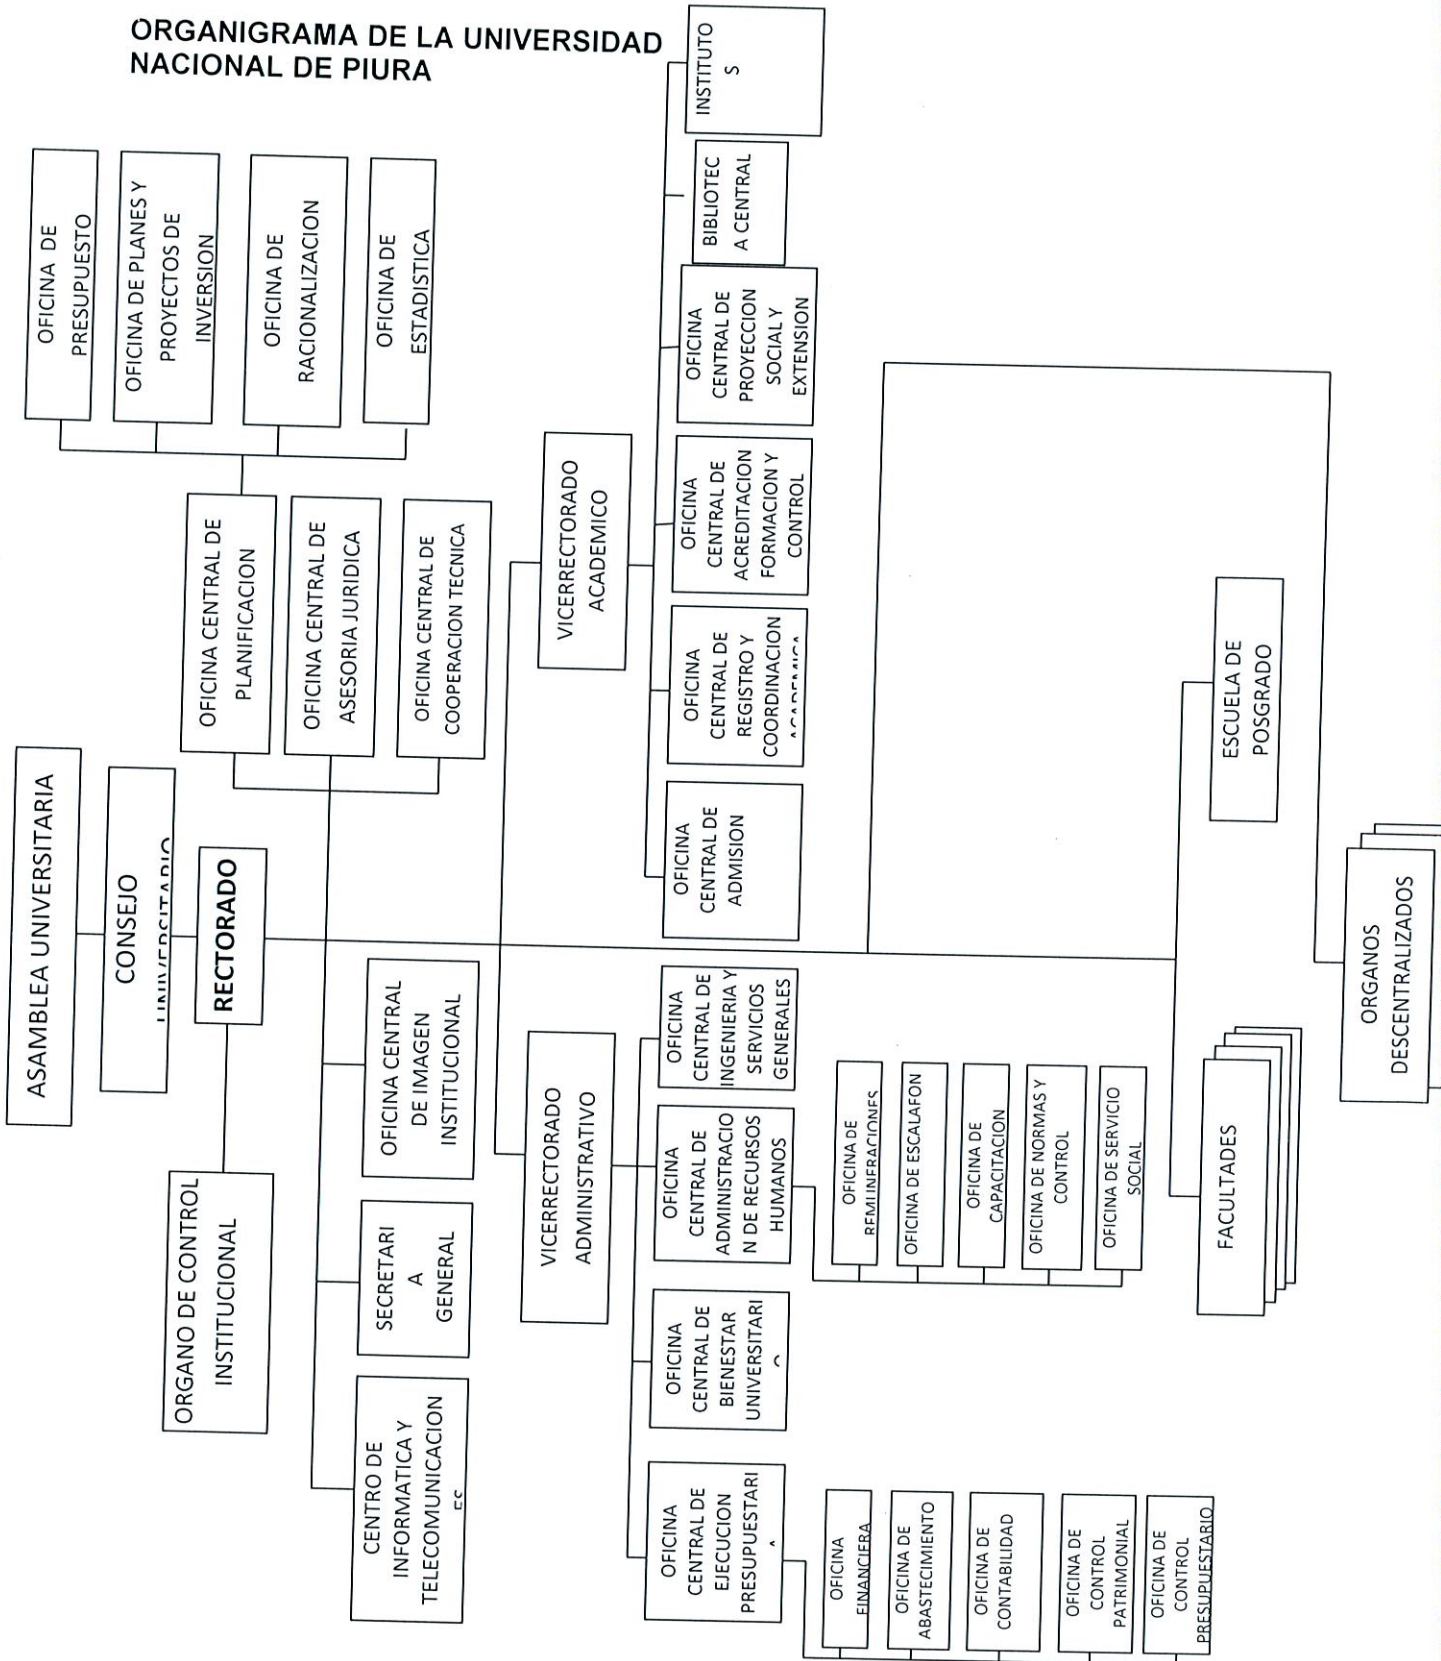 ORGANIGRAMA DE LA UNIVERSIDAD
NACIONAL DE PIURA
ASAMBLEA UNIVERSITARIA
CONSEJO
UNIVERSITARIO
RECTORADO
ORGANO DE CONTROL
INSTITUCIONAL
OFICINA CENTRAL DE
PLANIFICACION
OFICINA CENTRAL DE
ASESORIA JURIDICA
OFICINA CENTRAL DE
COOPERACION TECNICA
OFICINA DE
PRESUPUESTO
OFICINA DE PLANES Y
PROYECTOS DE
INVERSION
OFICINA DE
RACIONALIZACION
OFICINA DE
ESTADISTICA
CENTRO DE
INFORMATICA Y
TELECOMUNICACION
ES
SECRETARI
A
GENERAL
OFICINA CENTRAL
DE IMAGEN
INSTITUCIONAL
VICERRECTORADO
ADMINISTRATIVO
VICERRECTORADO
ACADEMICO
OFICINA
CENTRAL DE
EJECUCION
PRESUPUESTARI
A
OFICINA
CENTRAL DE
BIENESTAR
UNIVERSITARI
O
OFICINA
CENTRAL DE
ADMINISTRACIO
N DE RECURSOS
HUMANOS
OFICINA
CENTRAL DE
INGENIERIA Y
SERVICIOS
GENERALES
OFICINA
CENTRAL DE
ADMISION
OFICINA
CENTRAL DE
REGISTRO Y
COORDINACION
ACADEMICA
OFICINA
CENTRAL DE
ACREDITACION
FORMACION Y
CONTROL
OFICINA
CENTRAL DE
PROYECCION
SOCIAL Y
EXTENSION
BIBLIOTEC
A CENTRAL
INSTITUTO
S
OFICINA
FINANCIERA
OFICINA DE
ABASTECIMIENTO
OFICINA DE
CONTABILIDAD
OFICINA DE
CONTROL
PATRIMONIAL
OFICINA DE
CONTROL
PRESUPUESTARIO
OFICINA DE
REMUNERACIONES
OFICINA DE ESCALAFON
OFICINA DE
CAPACITACION
OFICINA DE NORMAS Y
CONTROL
OFICINA DE SERVICIO
SOCIAL
FACULTADES
ESCUELA DE
POSGRADO
ORGANOS
DESCENTRALIZADOS